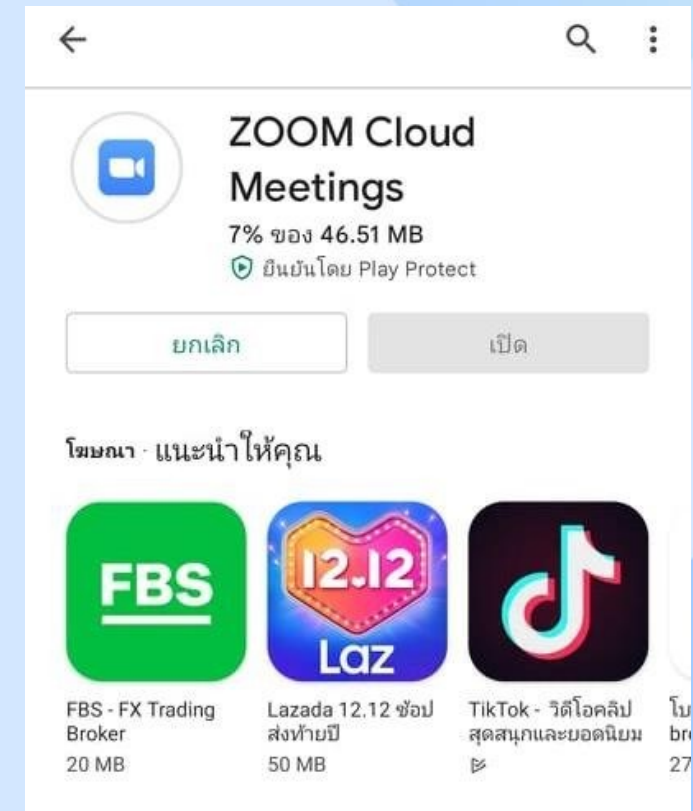 ZOOM Cloud
Meetings
7% ของ 46.51 MB
ยืนยันโดย Play Protect
ยกเลิก
เปิด
โฆษณา · แนะนำให้คุณ
FBS
12.12
Laz
FBS - FX Trading
Broker
20 MB
Lazada 12.12 ช้อป
ส่งท้ายปี
50 MB
TikTok - วิดีโอคลิป
สุดสนุกและยอดนิยม
โบ
bro
27